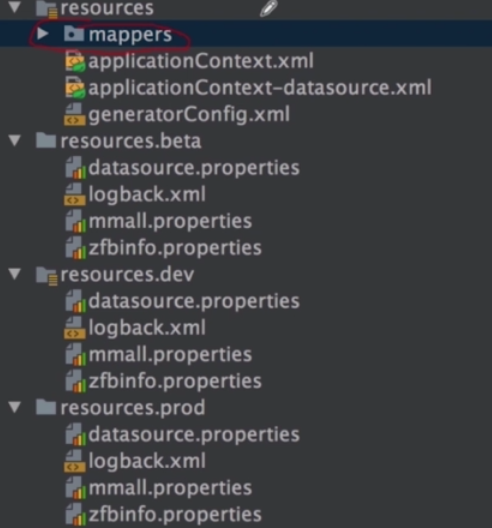 resources
mappers
applicationContext.xml
applicationContext-datasource.xml
generatorConfig.xml
resources.beta
datasource.properties
logback.xml
mmall.properties
zfbinfo.properties
resources.dev
datasource.properties
logback.xml
mmall.properties
zfbinfo.properties
resources.prod
datasource.properties
logback.xml
mmall.properties
zfbinfo.properties